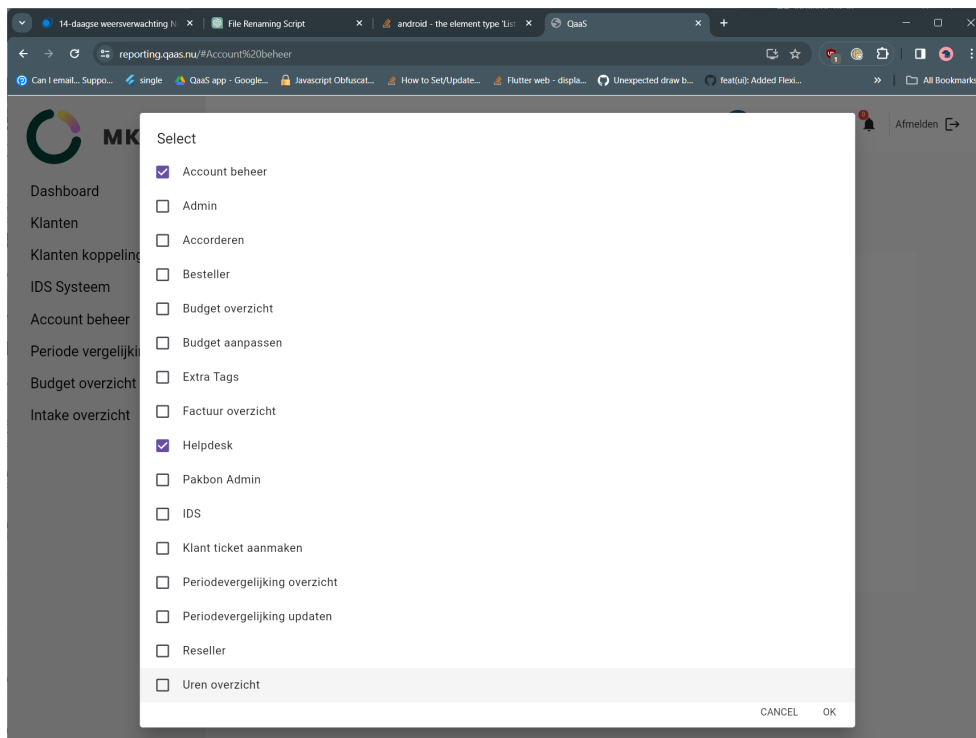 14-daagse weersverwachting N
File Renaming Script
android - the element type 'List
QaaS
reporting.qaas.nu/#Account%20beheer
Can I email... Suppo...
single
QaaS app - Google...
Javascript Obfuscat...
How to Set/Update...
Flutter web - displa...
Unexpected draw b...
feat(ui): Added Flexi...
»
All Bookmarks
MK
Afmelden
Dashboard
Klanten
Klanten koppeling
IDS Systeem
Account beheer
Periode vergelijki
Budget overzicht
Intake overzicht
Select
Account beheer
Admin
Accorderen
Besteller
Budget overzicht
Budget aanpassen
Extra Tags
Factuur overzicht
Helpdesk
Pakbon Admin
IDS
Klant ticket aanmaken
Periodevergelijking overzicht
Periodevergelijking updaten
Reseller
Uren overzicht
CANCEL OK